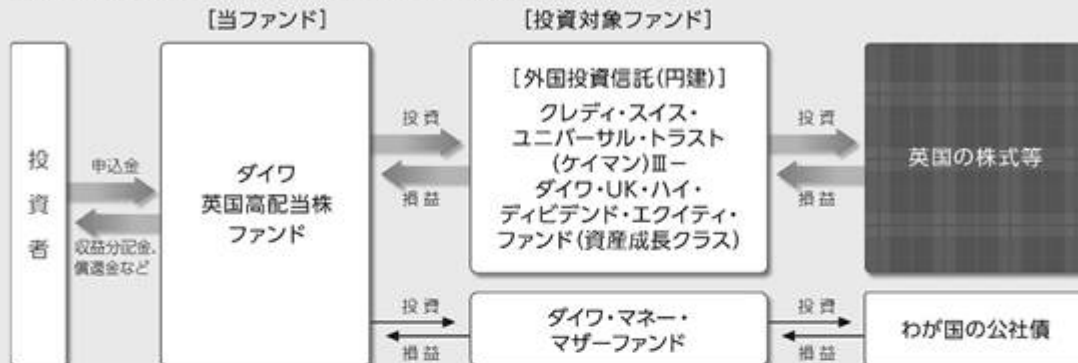 [当ファンド]
[投資対象ファンド]
投資者
申込金
収益分配金、
償還金など
ダイワ
英国高配当株
ファンド
投資
損益
[外国投資信託(円建)]
クレディ・スイス・
ユニバーサル・トラスト
(ケイマン)Ⅲー
ダイワ・UK・ハイ・
ディビデンド・エクイティ・
ファンド(資産成長クラス)
投資
損益
英国の株式等
投資
損益
ダイワ・マネー・
マザーファンド
投資
損益
わが国の公社債